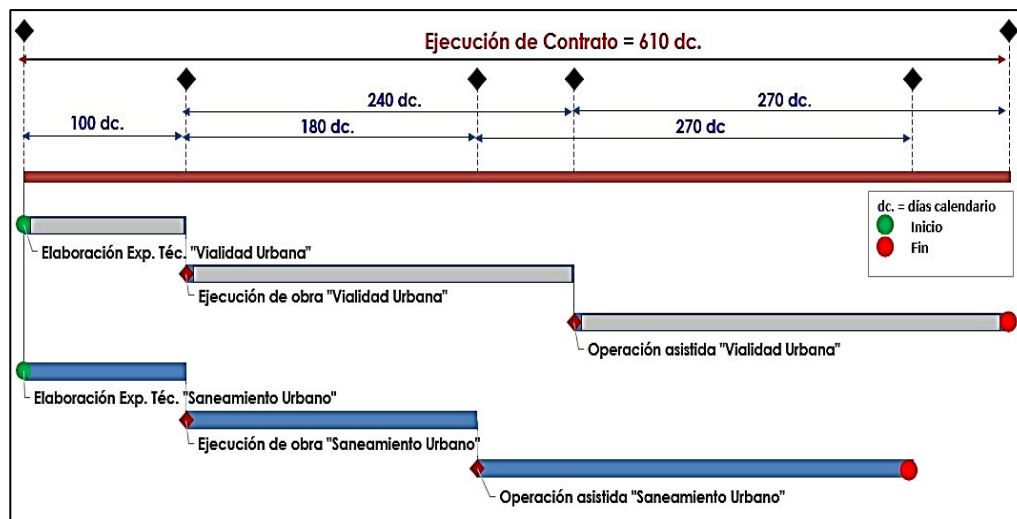 Ejecución de Contrato = 610 dc.
240 dc.
270 dc.
100 dc.
180 dc.
270 dc
dc. = días calendario
Inicio
Fin
Elaboración Exp. Téc. "Vialidad Urbana"
Ejecución de obra "Vialidad Urbana"
Operación asistida "Vialidad Urbana"
Elaboración Exp. Téc. "Saneamiento Urbano"
Ejecución de obra "Saneamiento Urbano"
Operación asistida "Saneamiento Urbano"